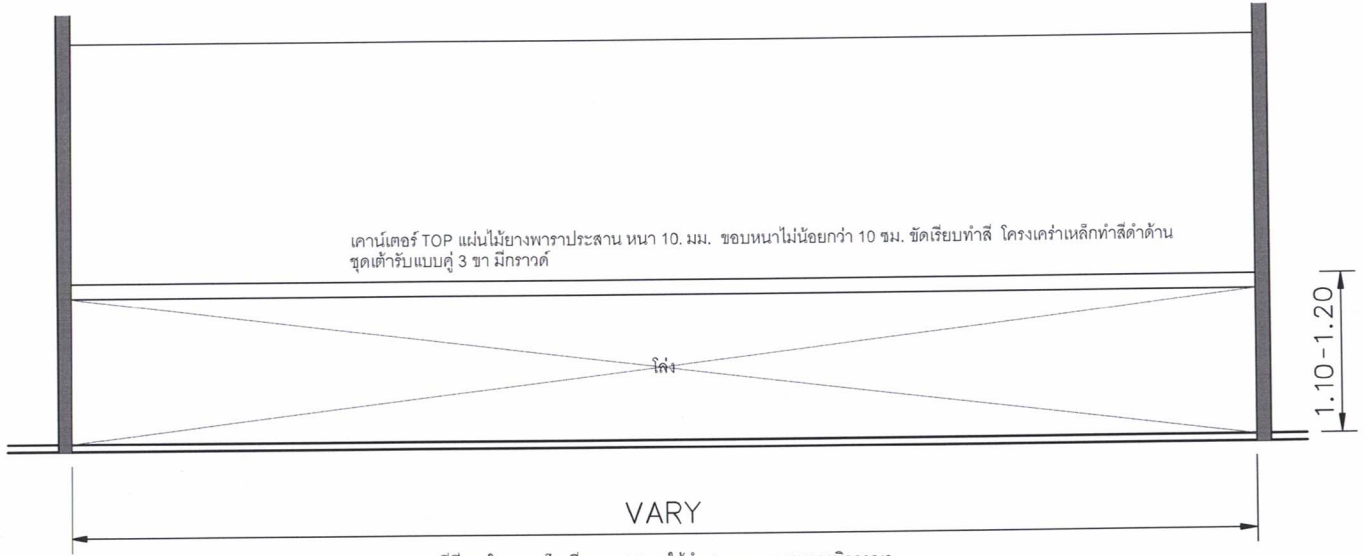 เคาน์เตอร์ TOP แผ่นไม้ยางพาราประสาน หนา 10. มม. ขอบหนาไม่น้อยกว่า 10 ซม. ขัดเรียบทำสี โครงเคร่าเหล็กทำสีดำด้าน
ชุดเต้ารับแบบคู่ 3 ขา มีกราวด์
โล่ง
1.10-1.20
VARY